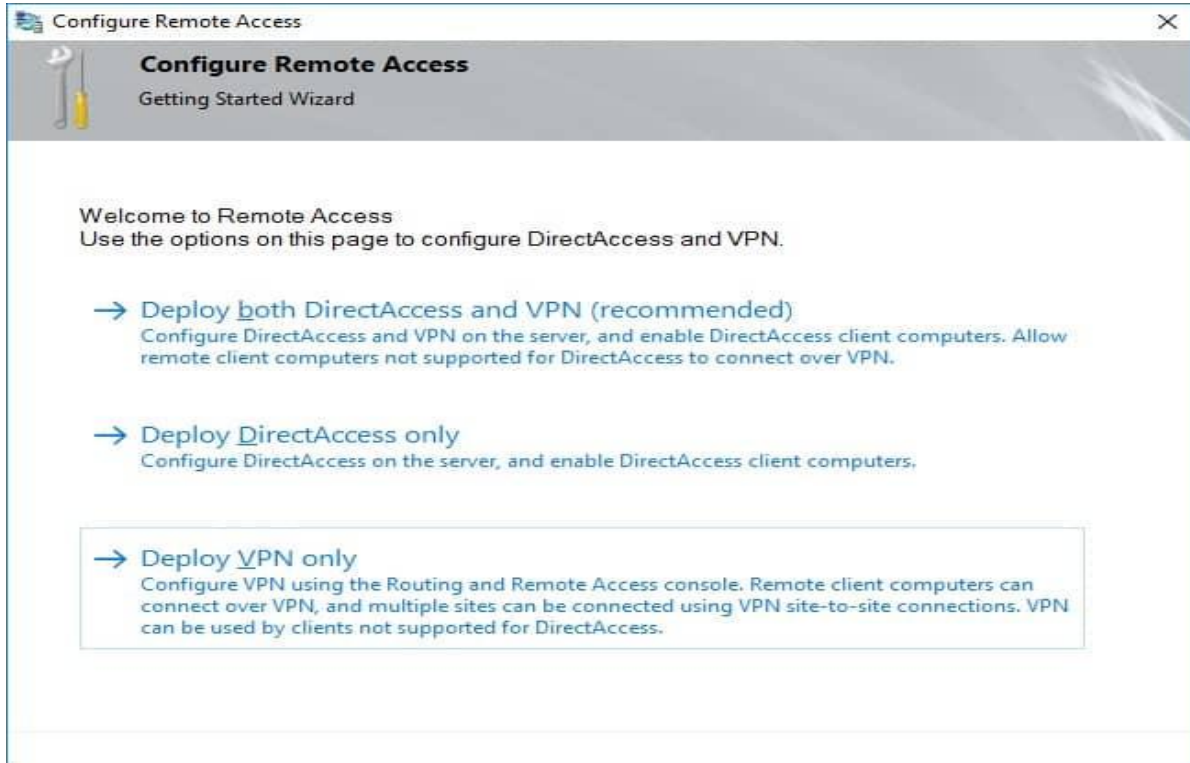 Configure Remote Access
Configure Remote Access
Getting Started Wizard
Welcome to Remote Access
Use the options on this page to configure DirectAccess and VPN.
Deploy both DirectAccess and VPN (recommended)
Configure DirectAccess and VPN on the server, and enable DirectAccess client computers. Allow
remote client computers not supported for DirectAccess to connect over VPN.
Deploy DirectAccess only
Configure DirectAccess on the server, and enable DirectAccess client computers.
Deploy VPN only
Configure VPN using the Routing and Remote Access console. Remote client computers can
connect over VPN, and multiple sites can be connected using VPN site-to-site connections. VPN
can be used by clients not supported for DirectAccess.